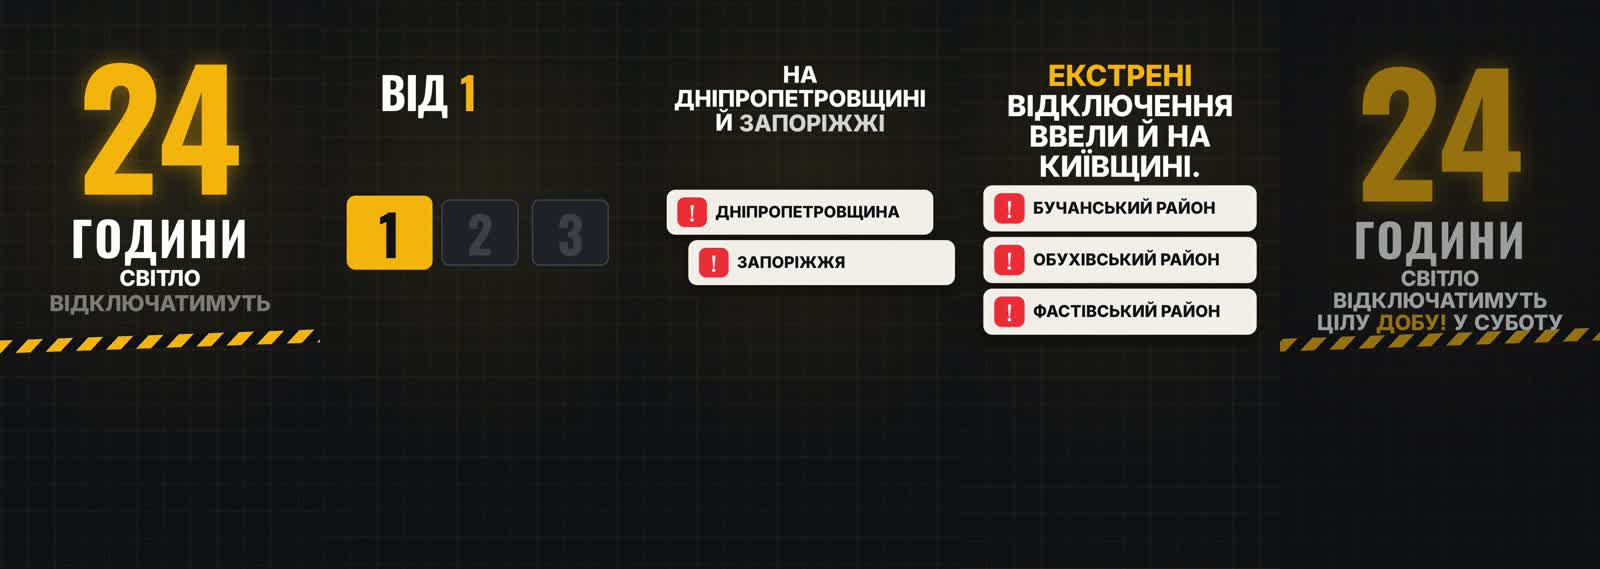 24
ГОДИНИ
СВІТЛО
ВІДКЛЮЧАТИМУТЬ
ВІД 1
1
2
3
НА
ДНІПРОПЕТРОВЩИНІ
Й ЗАПОРІЖЖІ
! ДНІПРОПЕТРОВЩИНА
! ЗАПОРІЖЖЯ
ЕКСТРЕНІ
ВІДКЛЮЧЕННЯ
ВВЕЛИ Й НА
КИЇВЩИНІ.
! БУЧАНСЬКИЙ РАЙОН
! ОБУХІВСЬКИЙ РАЙОН
! ФАСТІВСЬКИЙ РАЙОН
24
ГОДИНИ
СВІТЛО
ВІДКЛЮЧАТИМУТЬ
ЦІЛУ ДОБУ! У СУБОТУ